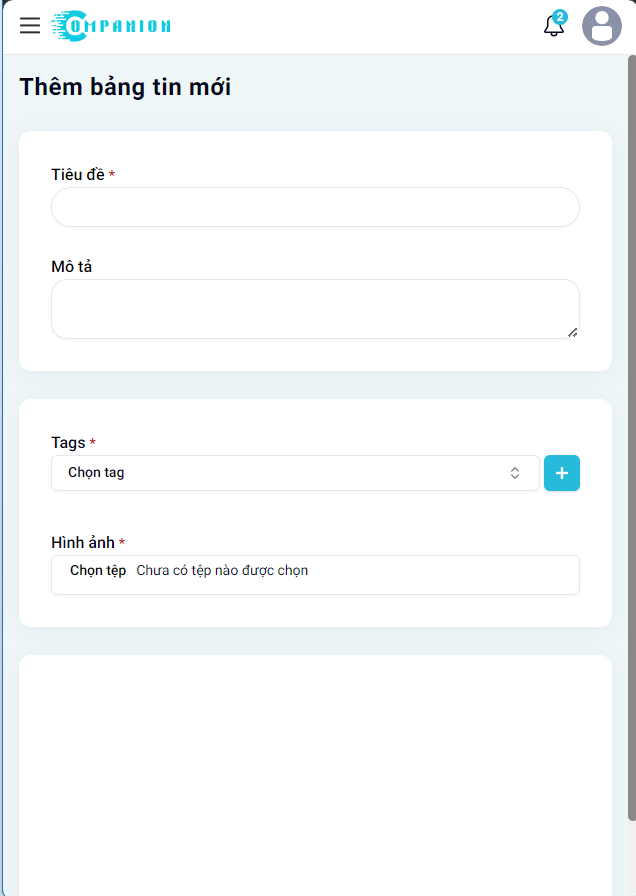 COMPANION
2
Thêm bảng tin mới
Tiêu đề *
Mô tả
Tags *
Chọn tag
+
Hình ảnh *
Chọn tệp Chưa có tệp nào được chọn